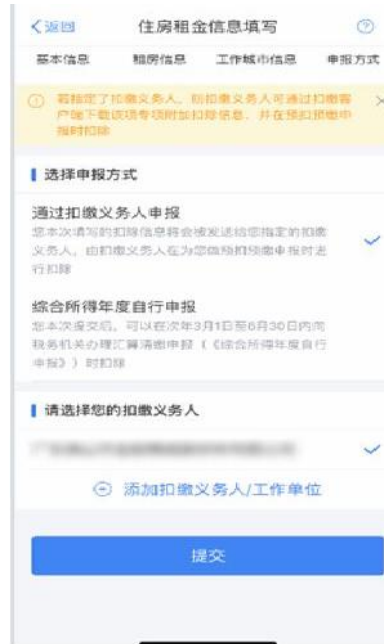 返回 住房租金信息填写
基本信息 租房信息 工作城市信息 申报方式
若指定了扣缴义务人，则扣缴义务人可通过扣缴客
户端下载该项专项附加扣除信息，并在预扣预缴申
报时扣除
选择申报方式
通过扣缴义务人申报
您本次填写的扣除信息将会被发送给您指定的扣缴
义务人，由扣缴义务人在为您做预扣预缴申报时进
行扣除
综合所得年度自行申报
您本次提交后，可以在次年3月1日至6月30日内向
税务机关办理汇算清缴申报（《综合所得年度自行
申报》）时扣除
请选择您的扣缴义务人
添加扣缴义务人/工作单位
提交